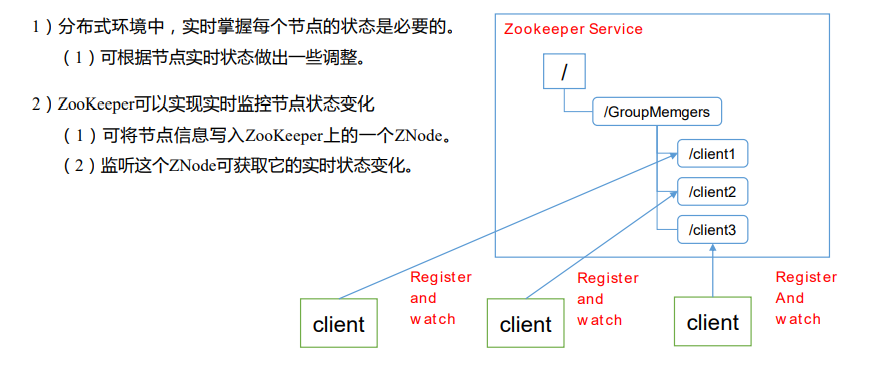 1）分布式环境中，实时掌握每个节点的状态是必要的。
（1）可根据节点实时状态做出一些调整。
2）ZooKeeper可以实现实时监控节点状态变化
（1）可将节点信息写入ZooKeeper上的一个ZNode。
（2）监听这个ZNode可获取它的实时状态变化。
Zookeeper Service
/
/GroupMemgers
/client1
/client2
/client3
Register
and
watch
Register
and
watch
Register
And
watch
client
client
client